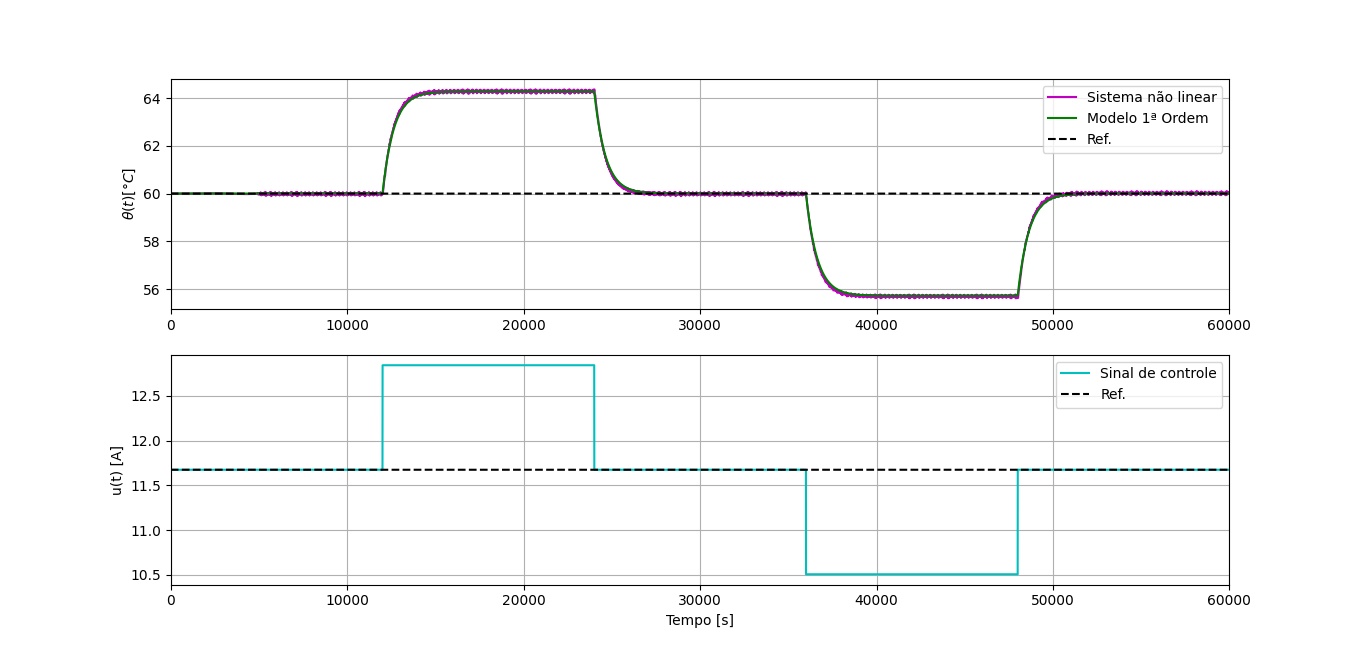 64
62
60
58
56
θ(t)[°C]
Sistema não linear
Modelo 1ª Ordem
Ref.
0 10000 20000 30000 40000 50000 60000
12.5
12.0
11.5
11.0
10.5
u(t) [A]
Sinal de controle
Ref.
0 10000 20000 30000 40000 50000 60000
Tempo [s]